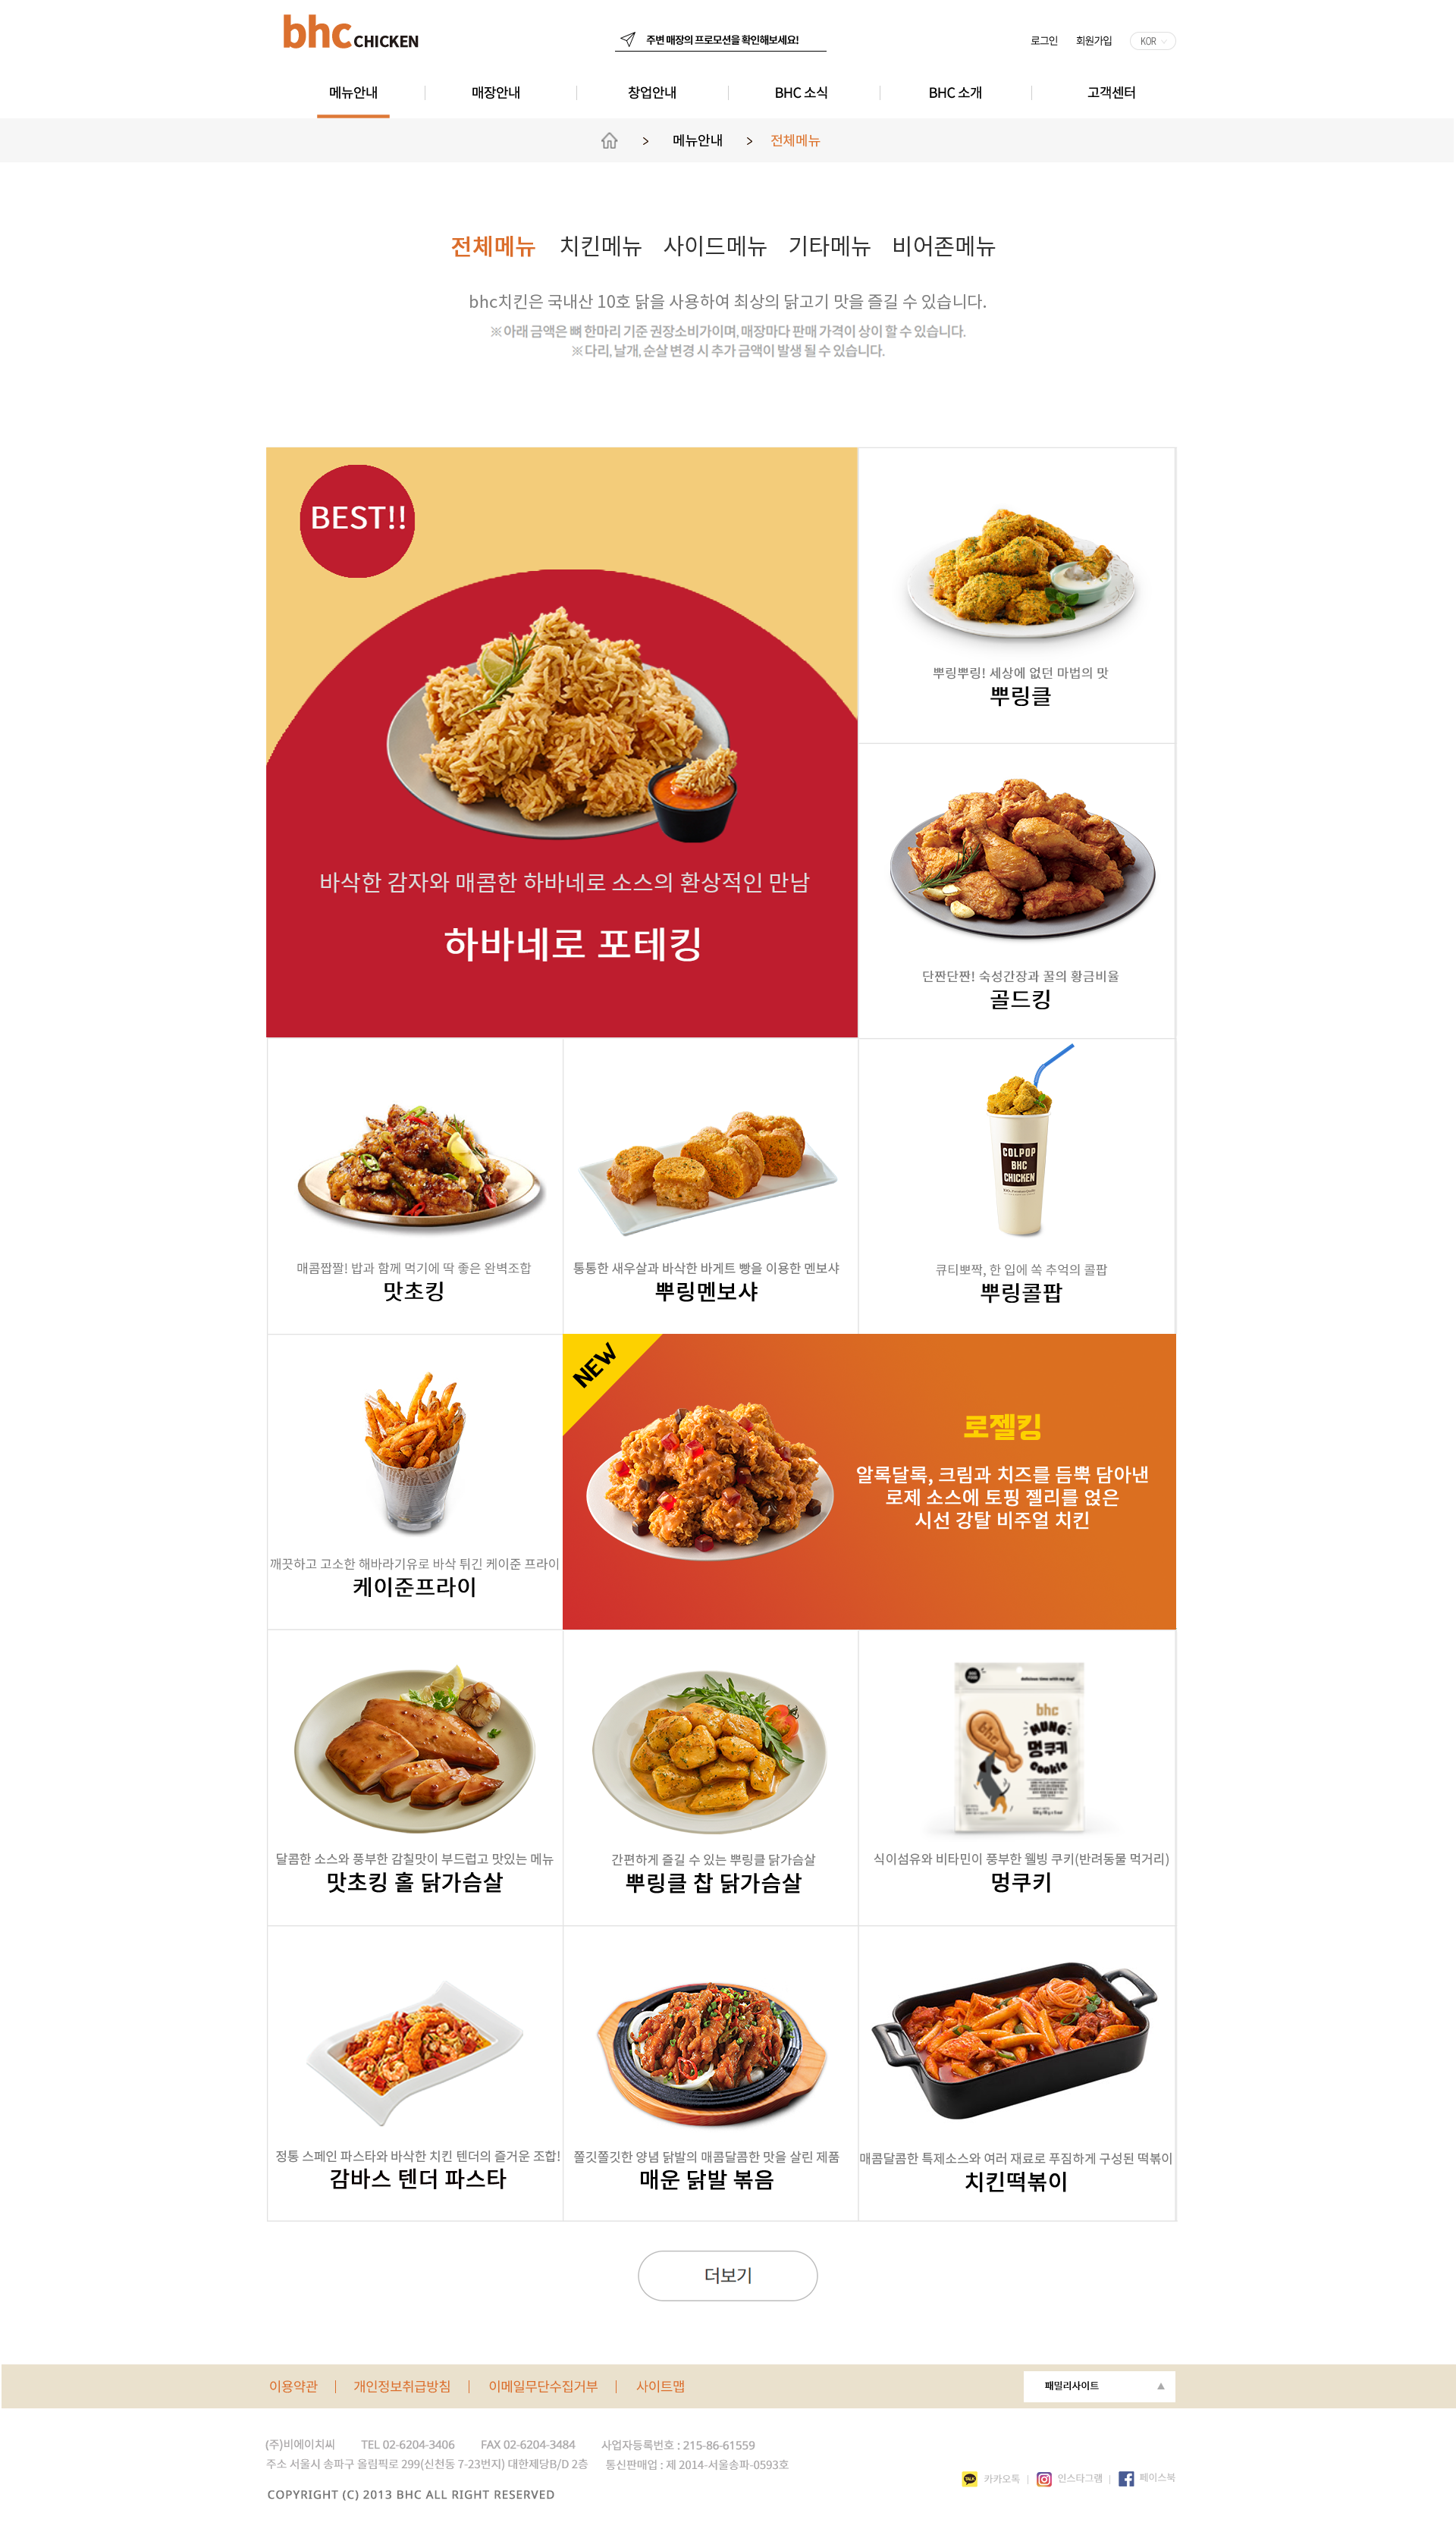 bhc CHICKEN
주변 매장의 프로모션을 확인해보세요!
로그인 회원가입 KOR
메뉴안내 매장안내 창업안내 BHC 소식 BHC 소개 고객센터
> 메뉴안내 > 전체메뉴
전체메뉴 치킨메뉴 사이드메뉴 기타메뉴 비어존메뉴
bhc치킨은 국내산 10호 닭을 사용하여 최상의 닭고기 맛을 즐길 수 있습니다.
※ 아래 금액은 뼈 한마리 기준 권장소비가이며, 매장마다 판매 가격이 상이 할 수 있습니다.
※ 다리, 날개, 순살 변경 시 추가 금액이 발생 될 수 있습니다.
BEST!!
바삭한 감자와 매콤한 하바네로 소스의 환상적인 만남
하바네로 포테킹
뿌링뿌링! 세상에 없던 마법의 맛
뿌링클
단짠단짠! 숙성간장과 꿀의 황금비율
골드킹
매콤짭짤! 밥과 함께 먹기에 딱 좋은 완벽조합
맛초킹
통통한 새우살과 바삭한 바게트 빵을 이용한 멘보샤
뿌링멘보샤
COLPOP
BHC
CHICKEN
큐티뽀짝, 한 입에 쏙 추억의 콜팝
뿌링콜팝
깨끗하고 고소한 해바라기유로 바삭 튀긴 케이준 프라이
케이준프라이
NEW
로젤킹
알록달록, 크림과 치즈를 듬뿍 담아낸
로제 소스에 토핑 젤리를 얹은
시선 강탈 비주얼 치킨
달콤한 소스와 풍부한 감칠맛이 부드럽고 맛있는 메뉴
맛초킹 홀 닭가슴살
간편하게 즐길 수 있는 뿌링클 닭가슴살
뿌링클 찹 닭가슴살
delicious time with my dog!
bhc
bhc
MUNG
멍쿠키
Cookie
식이섬유와 비타민이 풍부한 웰빙 쿠키(반려동물 먹거리)
멍쿠키
정통 스페인 파스타와 바삭한 치킨 텐더의 즐거운 조합!
감바스 텐더 파스타
쫄깃쫄깃한 양념 닭발의 매콤달콤한 맛을 살린 제품
매운 닭발 볶음
매콤달콤한 특제소스와 여러 재료로 푸짐하게 구성된 떡볶이
치킨떡볶이
더보기
이용약관 | 개인정보취급방침 | 이메일무단수집거부 | 사이트맵
패밀리사이트 ▲
(주)비에이치씨 TEL 02-6204-3406 FAX 02-6204-3484 사업자등록번호 : 215-86-61559
주소 서울시 송파구 올림픽로 299(신천동 7-23번지) 대한제당B/D 2층 통신판매업 : 제 2014-서울송파-0593호
카카오톡 | 인스타그램 | 페이스북
COPYRIGHT (C) 2013 BHC ALL RIGHT RESERVED